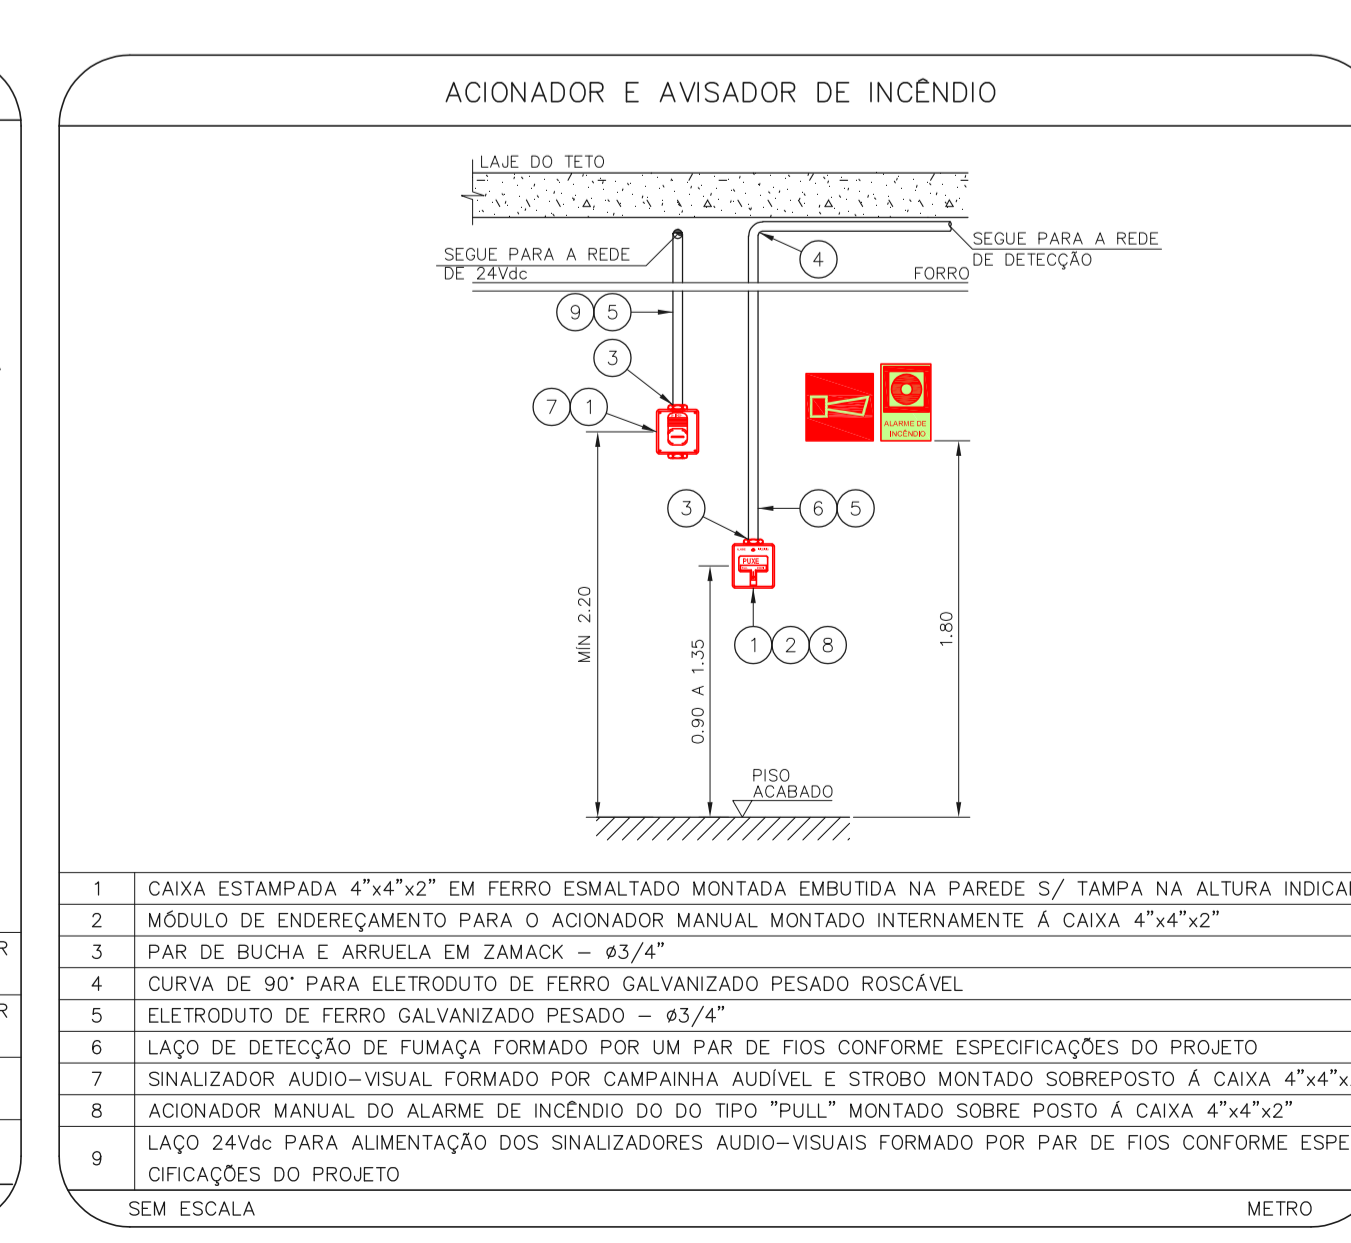 ACIONADOR E AVISADOR DE INCÊNDIO
LAJE DO TETO
SEGUE PARA A REDE
DE 24Vdc
SEGUE PARA A REDE
DE DETECÇÃO
4
FORRO
9 5
3
7 1
ALARME DE
INCÊNDIO
3
6 5
PUXE
1 2 8
MÍN 2.20
0.90 A 1.35
1.80
PISO
ACABADO
1 CAIXA ESTAMPADA 4"x4"x2" EM FERRO ESMALTADO MONTADA EMBUTIDA NA PAREDE S/ TAMPA NA ALTURA
2 MÓDULO DE ENDEREÇAMENTO PARA O ACIONADOR MANUAL MONTADO INTERNAMENTE Á CAIXA 4"x4"x2"
3 PAR DE BUCHA E ARRUELA EM ZAMACK – ø3/4"
4 CURVA DE 90° PARA ELETRODUTO DE FERRO GALVANIZADO PESADO ROSCÁVEL
5 ELETRODUTO DE FERRO GALVANIZADO PESADO – ø3/4"
6 LAÇO DE DETECÇÃO DE FUMAÇA FORMADO POR UM PAR DE FIOS CONFORME ESPECIFICAÇÕES DO PROJETO
7 SINALIZADOR AUDIO–VISUAL FORMADO POR CAMPAINHA AUDÍVEL E STROBO MONTADO SOBREPOSTO Á CAIXA 4"x4"x
8 ACIONADOR MANUAL DO ALARME DE INCÊNDIO DO DO TIPO "PULL" MONTADO SOBRE POSTO Á CAIXA 4"x4"x2"
9 LAÇO 24Vdc PARA ALIMENTAÇÃO DOS SINALIZADORES AUDIO–VISUAIS FORMADO POR PAR DE FIOS CONFORME ESPE
CIFICAÇÕES DO PROJETO
SEM ESCALA
METRO
R
R